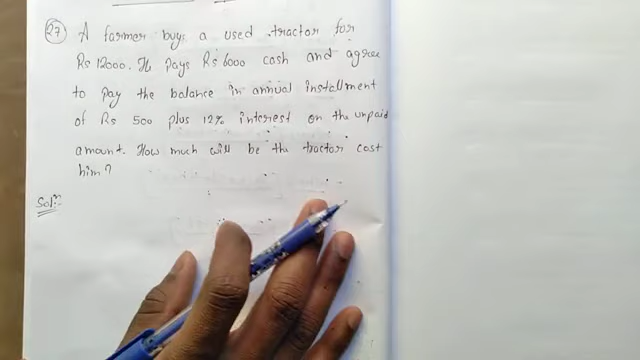 27 A farmer buys a used tractor for
Rs 12000. He pays Rs 6000 cash and agree
to pay the balance in annual installment
of Rs 500 plus 12% interest on the unpaid
amount. How much will be the tractor cost
him?
Sol:-